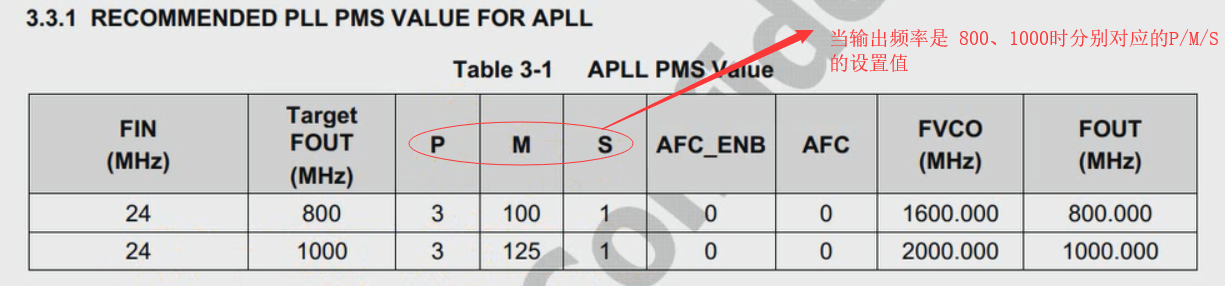 3.3.1 RECOMMENDED PLL PMS VALUE FOR APLL
当输出频率是 800、1000时分别对应的P/M/S
的设置值
Table 3-1 APLL PMS Value
FIN (MHz) Target FOUT (MHz) P M S AFC_ENB AFC FVCO (MHz) FOUT (MHz)
24 800 3 100 1 0 0 1600.000 800.000
24 1000 3 125 1 0 0 2000.000 1000.000